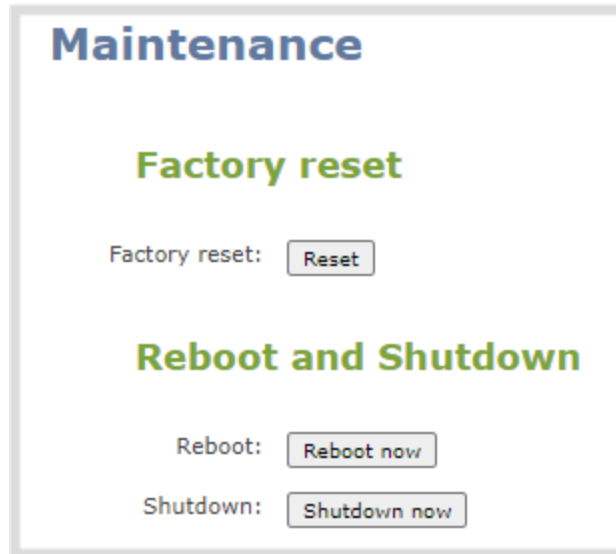 Maintenance
Factory reset
Factory reset: Reset
Reboot and Shutdown
Reboot: Reboot now
Shutdown: Shutdown now